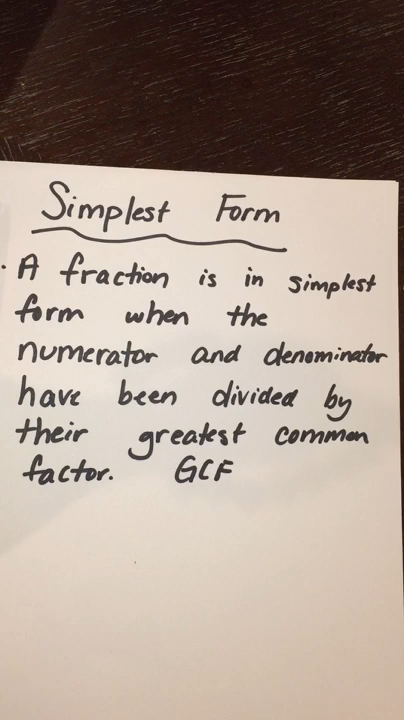 Simplest Form
· A fraction is in simplest
form when the
numerator and denominator
have been divided by
their greatest common
factor. GCF